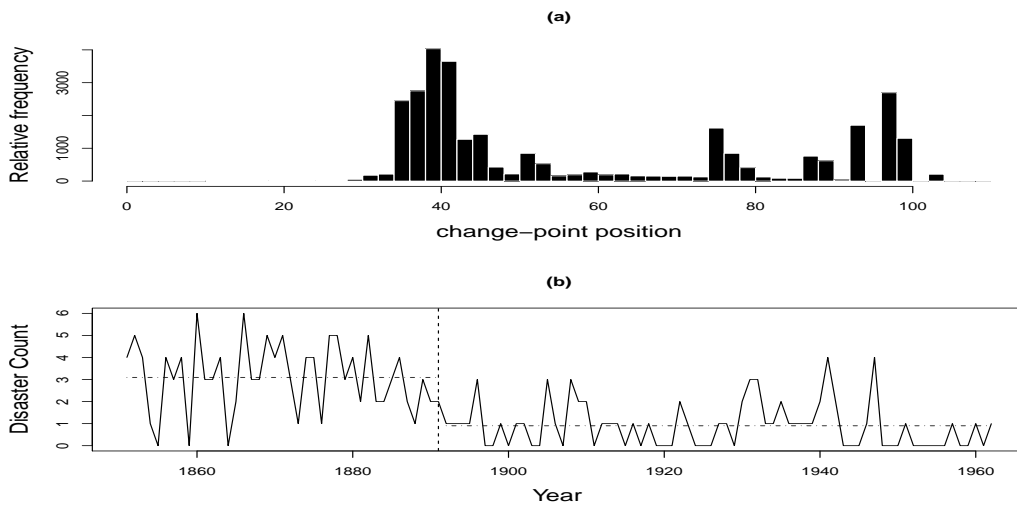 (a)
Relative frequency
0
1000
3000
0 20 40 60 80 100
change−point position
(b)
Disaster Count
0 1 2 3 4 5 6
1860 1880 1900 1920 1940 1960
Year